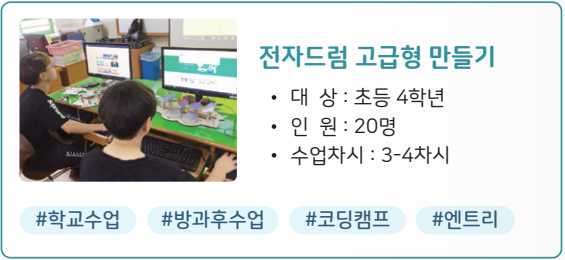 전자드럼 고급형 만들기
• 대 상 : 초등 4학년
• 인 원 : 20명
• 수업차시 : 3-4차시
#학교수업 #방과후수업 #코딩캠프 #엔트리